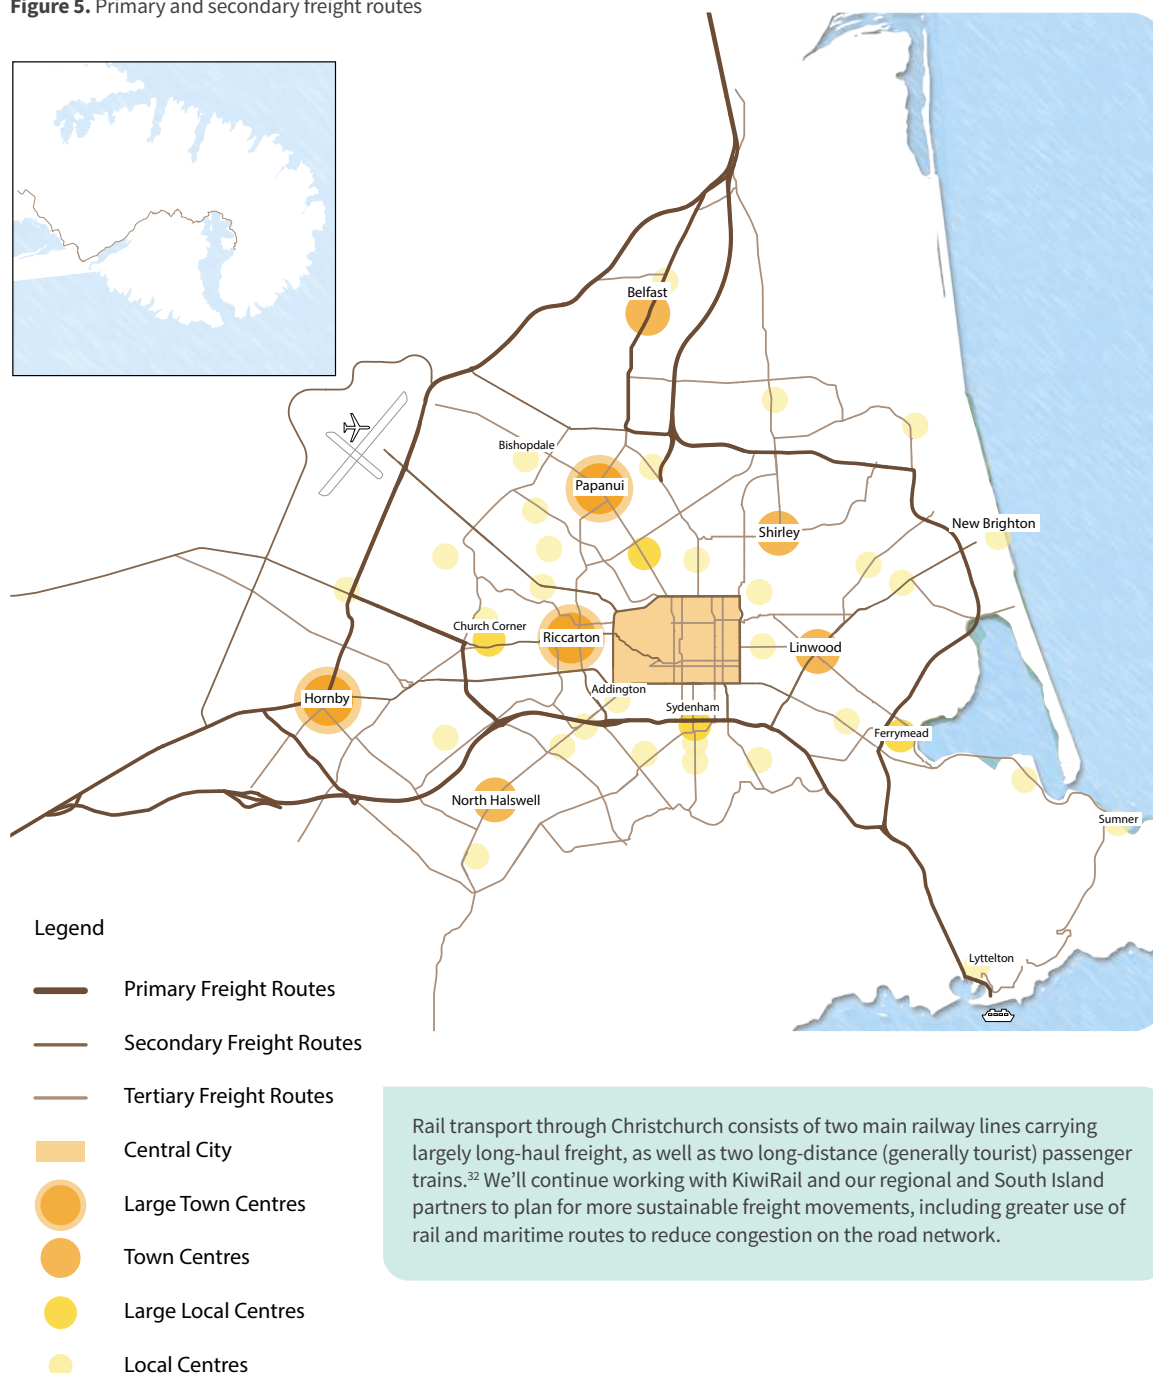 Figure 5. Primary and secondary freight routes
Belfast
Bishopdale
Papanui
Shirley
New Brighton
Church Corner
Riccarton
Linwood
Addington
Hornby
Sydenham
Ferrymead
North Halswell
Sumner
Lyttelton
Legend
Primary Freight Routes
Secondary Freight Routes
Tertiary Freight Routes
Central City
Large Town Centres
Town Centres
Large Local Centres
Local Centres
Rail transport through Christchurch consists of two main railway lines carrying
largely long-haul freight, as well as two long-distance (generally tourist) passenger
trains.32 We'll continue working with KiwiRail and our regional and South Island
partners to plan for more sustainable freight movements, including greater use of
rail and maritime routes to reduce congestion on the road network.